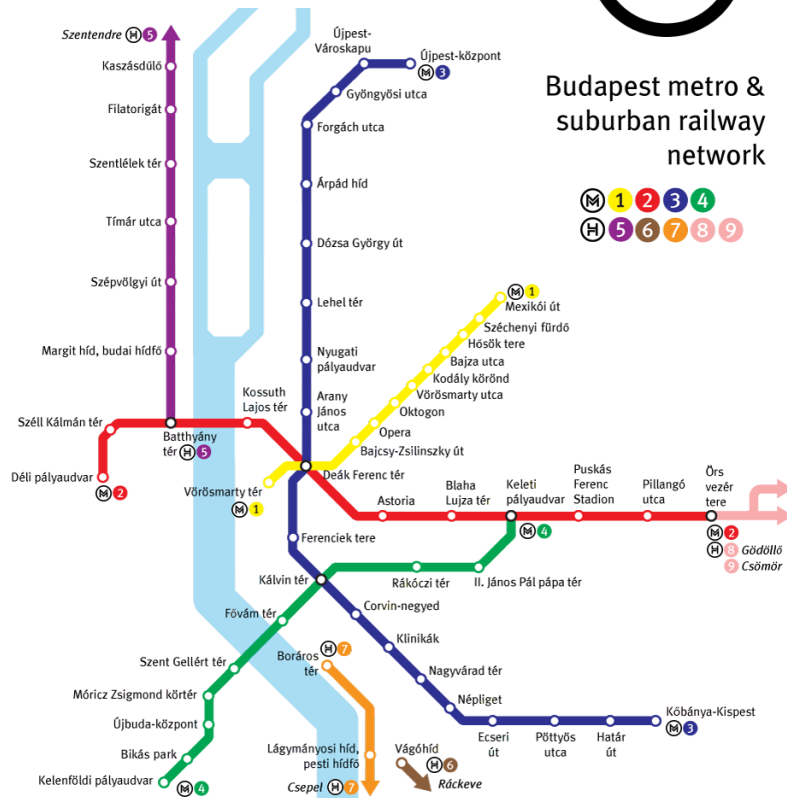 Budapest metro &
suburban railway
network
M 1 2 3 4
H 5 6 7 8 9
Szentendre H 5
Kaszásdűlő
Filatorigát
Szentlélek tér
Tímár utca
Szépvölgyi út
Margit híd, budai hídfő
Újpest-
Városkapu
Újpest-központ
M 3
Gyöngyösi utca
Forgách utca
Árpád híd
Dózsa György út
Lehel tér
Nyugati
pályaudvar
Arany
János
utca
M 1
Mexikói út
Széchenyi fürdő
Hősök tere
Bajza utca
Kodály körönd
Vörösmarty utca
Oktogon
Opera
Bajcsy-Zsilinszky út
Kossuth
Lajos tér
Széll Kálmán tér
Batthyány
tér H 5
Déli pályaudvar
M 2
Vörösmarty tér
M 1
Deák Ferenc tér
Astoria
Blaha
Lujza tér
Keleti
pályaudvar
M 4
Puskás
Ferenc
Stadion
Pillangó
utca
Örs
vezér
tere
M 2
H 8 Gödöllő
9 Csömör
Ferenciek tere
Kálvin tér
Rákóczi tér
II. János Pál pápa tér
Corvin-negyed
Klinikák
Nagyvárad tér
Népliget
Ecseri
út
Pöttyös
utca
Határ
út
Kőbánya-Kispest
M 3
Fővám tér
Szent Gellért tér
Móricz Zsigmond körtér
Újbuda-központ
Bikás park
Kelenföldi pályaudvar
M 4
H 7
Boráros
tér
Lágymányosi híd,
pesti hídfő
Csepel H 7
Vágóhíd H 6
Ráckeve